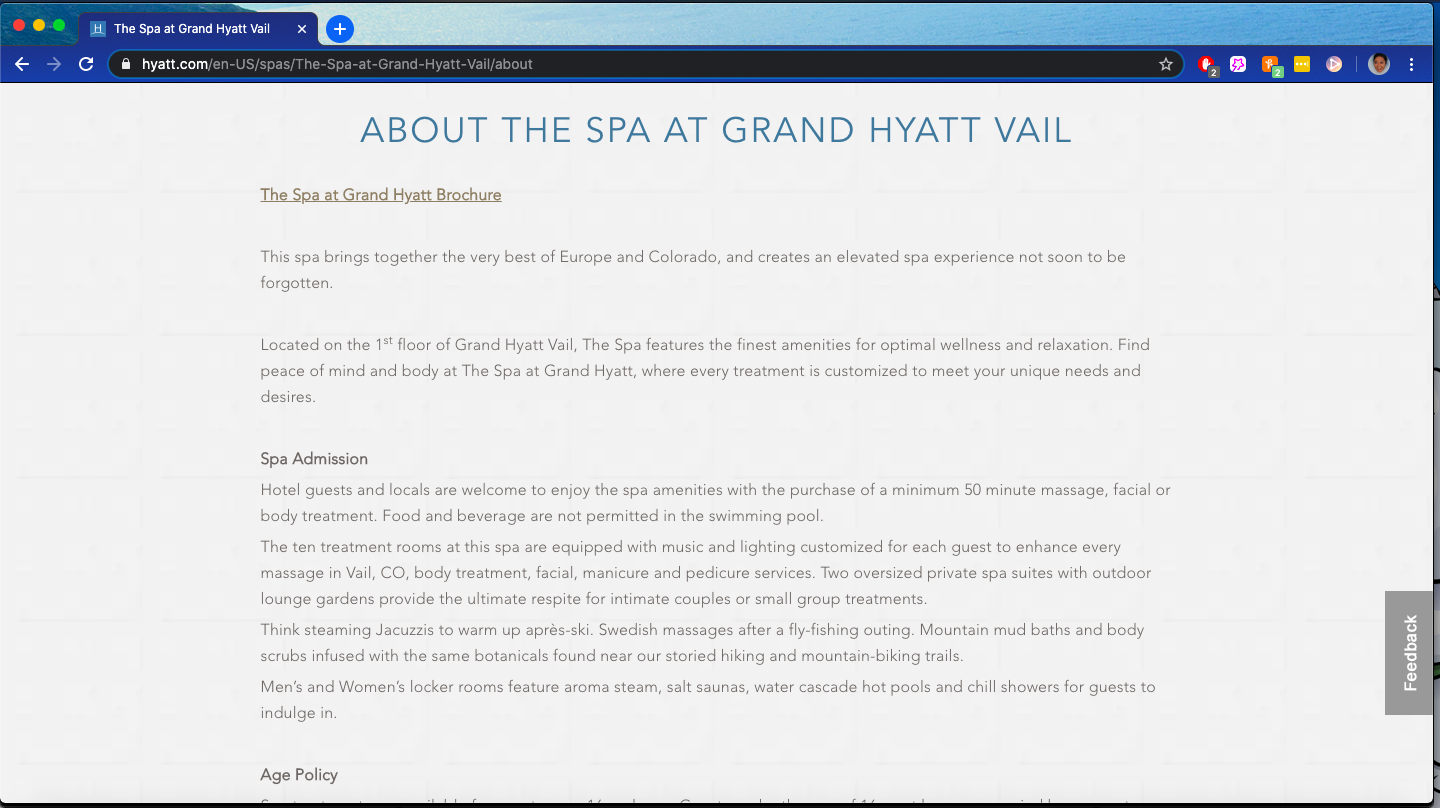 The Spa at Grand Hyatt Vail
hyatt.com/en-US/spas/The-Spa-at-Grand-Hyatt-Vail/about
2
2
ABOUT THE SPA AT GRAND HYATT VAIL
The Spa at Grand Hyatt Brochure
This spa brings together the very best of Europe and Colorado, and creates an elevated spa experience not soon to be
forgotten.
Located on the 1st floor of Grand Hyatt Vail, The Spa features the finest amenities for optimal wellness and relaxation. Find
peace of mind and body at The Spa at Grand Hyatt, where every treatment is customized to meet your unique needs and
desires.
Spa Admission
Hotel guests and locals are welcome to enjoy the spa amenities with the purchase of a minimum 50 minute massage, facial or
body treatment. Food and beverage are not permitted in the swimming pool.
The ten treatment rooms at this spa are equipped with music and lighting customized for each guest to enhance every
massage in Vail, CO, body treatment, facial, manicure and pedicure services. Two oversized private spa suites with outdoor
lounge gardens provide the ultimate respite for intimate couples or small group treatments.
Think steaming Jacuzzis to warm up après-ski. Swedish massages after a fly-fishing outing. Mountain mud baths and body
scrubs infused with the same botanicals found near our storied hiking and mountain-biking trails.
Men's and Women's locker rooms feature aroma steam, salt saunas, water cascade hot pools and chill showers for guests to
indulge in.
Feedback
Age Policy